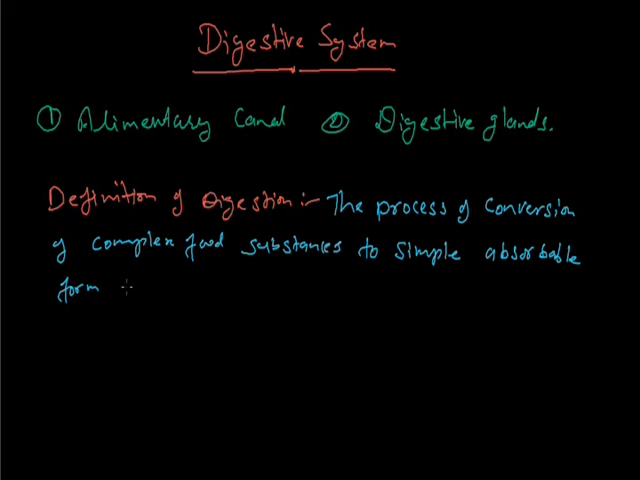 Digestive System
① Alimentary Canal ② Digestive glands.
Definition of Digestion :- The process of conversion
of complex food substances to simple absorbable
form